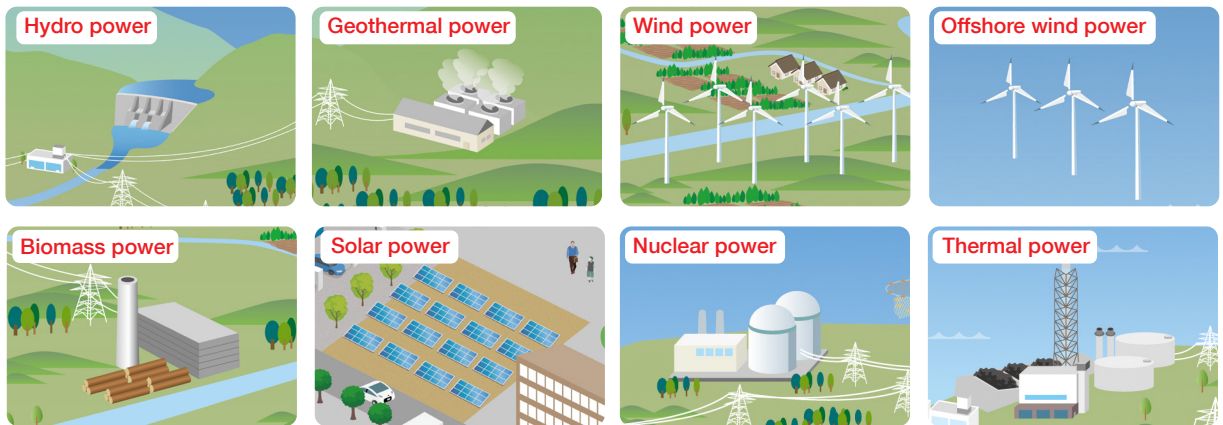 Hydro power
Geothermal power
Wind power
Offshore wind power
Biomass power
Solar power
Nuclear power
Thermal power